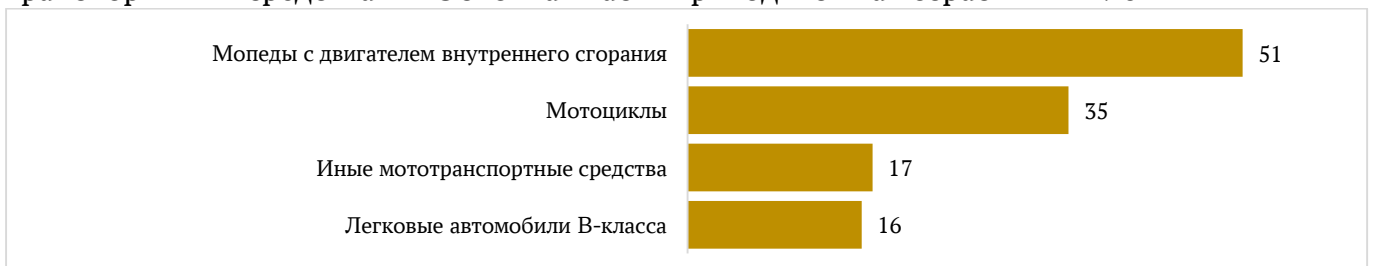 Мопеды с двигателем внутреннего сгорания 51
Мотоциклы 35
Иные мототранспортные средства 17
Легковые автомобили B-класса 16